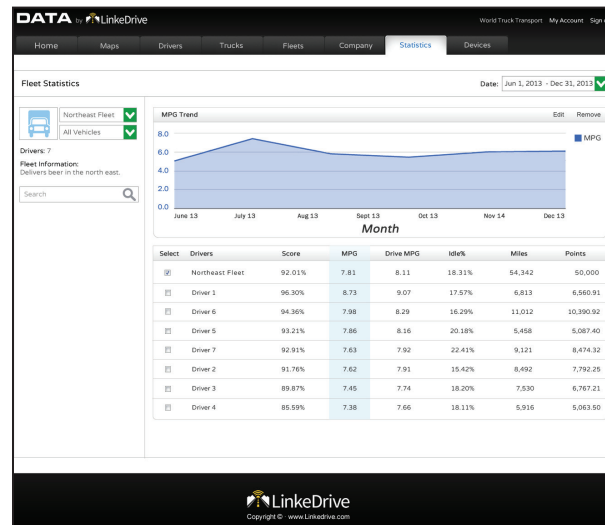 DATA by LinkeDrive
World Truck Transport My Account Sign
Home Maps Drivers Trucks Fleets Company Statistics Devices
Fleet Statistics
Date: Jun 1, 2013 - Dec 31, 2013
Northeast Fleet
All Vehicles
Drivers: 7
Fleet Information:
Delivers beer in the north east.
Search
MPG Trend Edit Remove
MPG
8.0
6.0
4.0
2.0
0.0
June 13 July 13 Aug 13 Sept 13 Oct 13 Nov 14 Dec 13
Month
Select Drivers Score MPG Drive MPG Idle% Miles Points
Northeast Fleet 92.01% 7.81 8.11 18.31% 54,342 50,000
Driver 1 96.30% 8.73 9.07 17.57% 6,813 6,560.91
Driver 6 94.36% 7.98 8.29 16.29% 11,012 10,390.92
Driver 5 93.21% 7.86 8.16 20.18% 5,458 5,087.40
Driver 7 92.91% 7.63 7.92 22.41% 9,121 8,474.32
Driver 2 91.76% 7.62 7.91 15.42% 8,492 7,792.25
Driver 3 89.87% 7.45 7.74 18.20% 7,530 6,767.21
Driver 4 85.59% 7.38 7.66 18.11% 5,916 5,063.50
LinkeDrive
Copyright © · www.Linkedrive.com